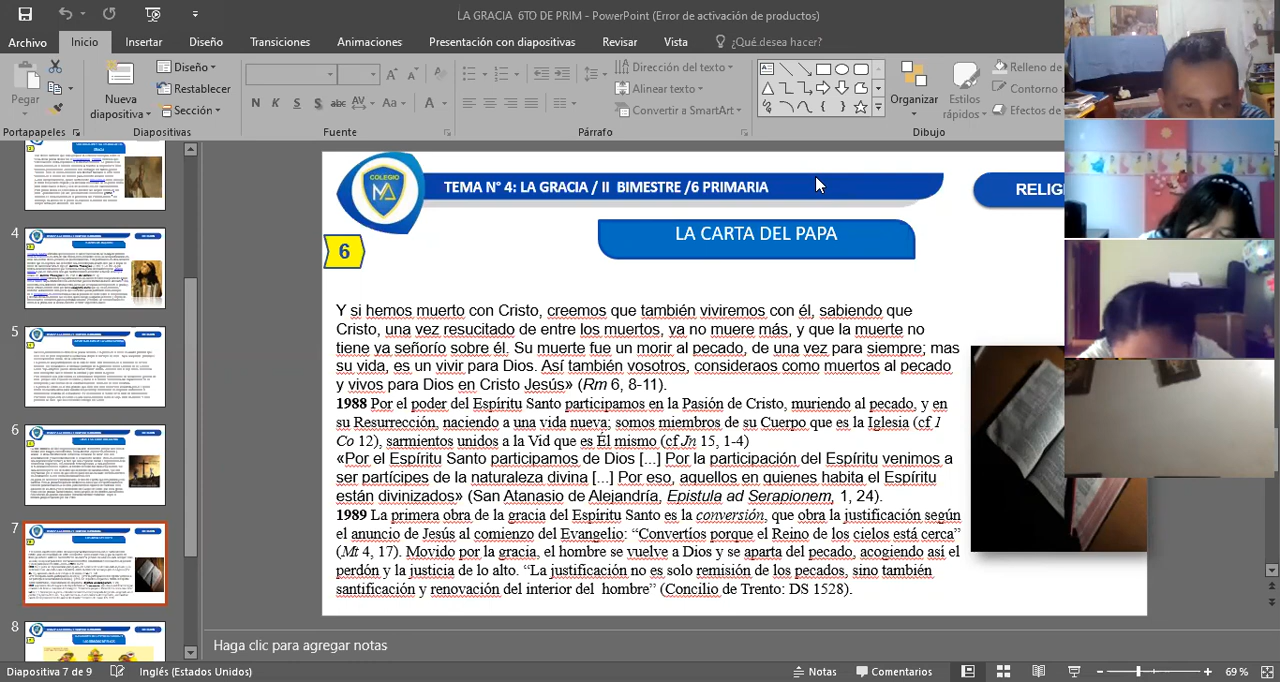 LA GRACIA 6TO DE PRIM - PowerPoint (Error de activación de productos)
Archivo Inicio Insertar Diseño Transiciones Animaciones Presentación con diapositivas Revisar Vista ¿Qué desea hacer?
Pegar
Nueva diapositiva
Diseño
Restablecer
Sección
N K S S abc AV Aa A
Dirección del texto
Alinear texto
Convertir a SmartArt
Organizar
Estilos rápidos
Relleno de
Contorno
Efectos de
Portapapeles Diapositivas Fuente Párrafo Dibujo
4
5
6
7
8
COLEGIO
MA
TEMA N° 4: LA GRACIA / II BIMESTRE /6 PRIMARIA
RELIG
LA CARTA DEL PAPA
6
Y si hemos muerto con Cristo, creemos que también viviremos con él, sabiendo que
Cristo, una vez resucitado de entre los muertos, ya no muere más, y que la muerte no
tiene ya señorío sobre él. Su muerte fue un morir al pecado, de una vez para siempre; mas
su vida, es un vivir para Dios. Así también vosotros, consideraos como muertos al pecado
y vivos para Dios en Cristo Jesús» (Rm 6, 8-11).
1988 Por el poder del Espíritu Santo participamos en la Pasión de Cristo, muriendo al pecado, y en
su Resurrección, naciendo a una vida nueva; somos miembros de su Cuerpo que es la Iglesia (cf. 1
Co 12), sarmientos unidos a la Vid que es Él mismo (cf. Jn 15, 1-4)
«Por el Espíritu Santo participamos de Dios [...] Por la participación del Espíritu venimos a
ser partícipes de la naturaleza divina [...] Por eso, aquellos en quienes habita el Espíritu
están divinizados» (San Atanasio de Alejandría, Epistula ad Serapionem, 1, 24).
1989 La primera obra de la gracia del Espíritu Santo es la conversión, que obra la justificación según
el anuncio de Jesús al comienzo del Evangelio: “Convertíos porque el Reino de los cielos está cerca”
(Mt 4, 17). Movido por la gracia, el hombre se vuelve a Dios y se aparta del pecado, acogiendo así el
perdón y la justicia de lo alto. “La justificación no es solo remisión de los pecados, sino también
santificación y renovación del interior del hombre” (Concilio de Trento: DS 1528).
Haga clic para agregar notas
Diapositiva 7 de 9 Inglés (Estados Unidos) Notas Comentarios 69 %